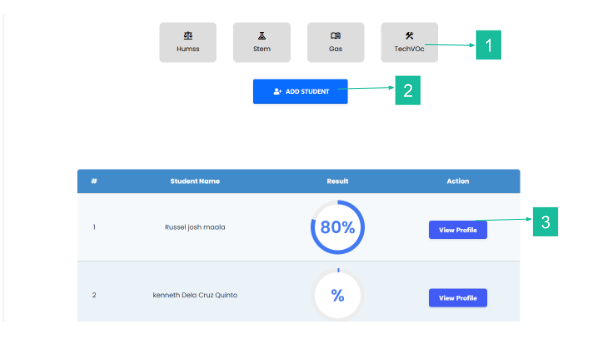 Humss Stem Gas TechVOc
1
ADD STUDENT
2
# Student Name Result Action
1 Russel josh maala 80% View Profile
3
2 kenneth Dela Cruz Quinto % View Profile